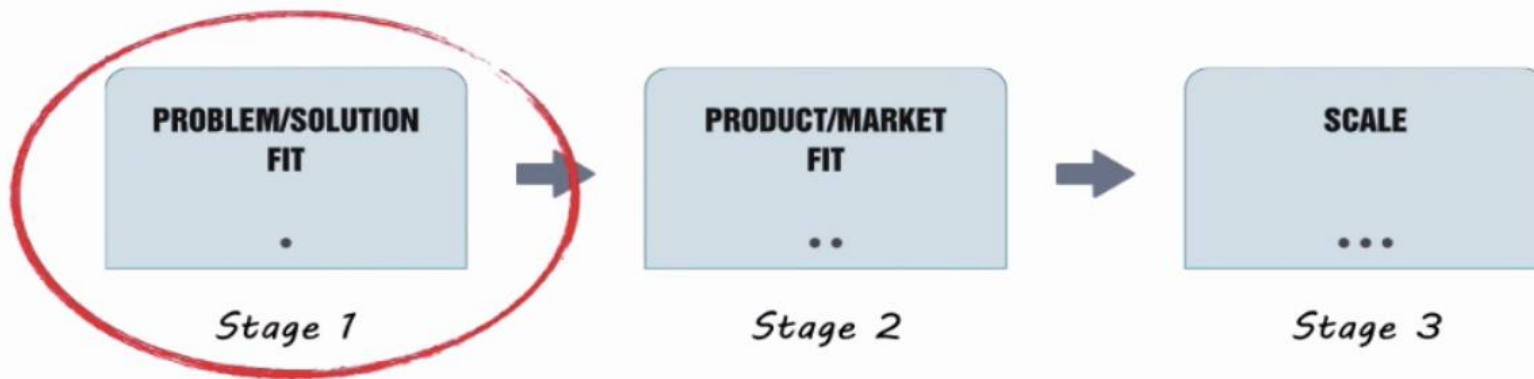 PROBLEM/SOLUTION
FIT
Stage 1
PRODUCT/MARKET
FIT
Stage 2
SCALE
Stage 3